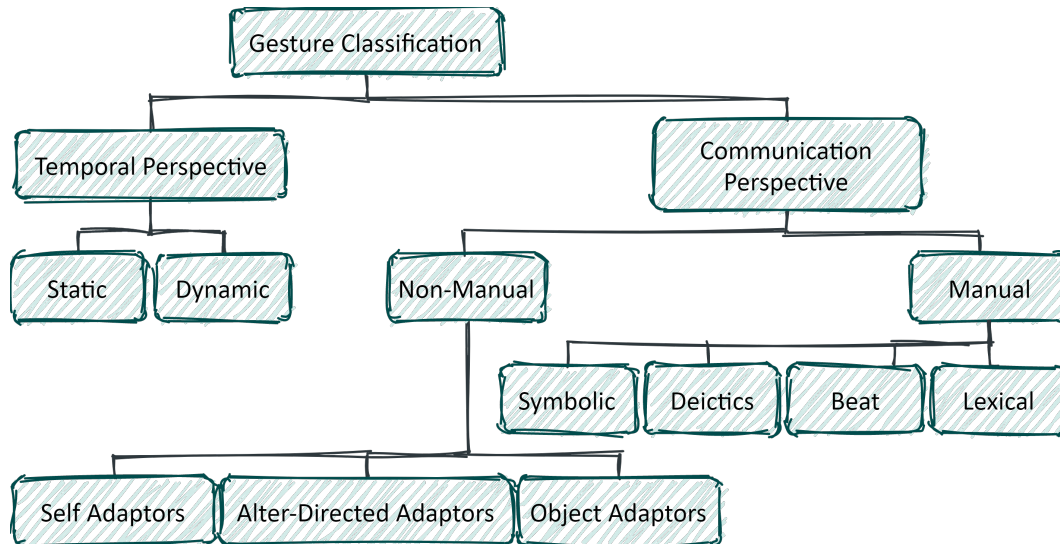 Gesture Classification
Temporal Perspective
Communication
Perspective
Static
Dynamic
Non-Manual
Manual
Symbolic
Deictics
Beat
Lexical
Self Adaptors
Alter-Directed Adaptors
Object Adaptors